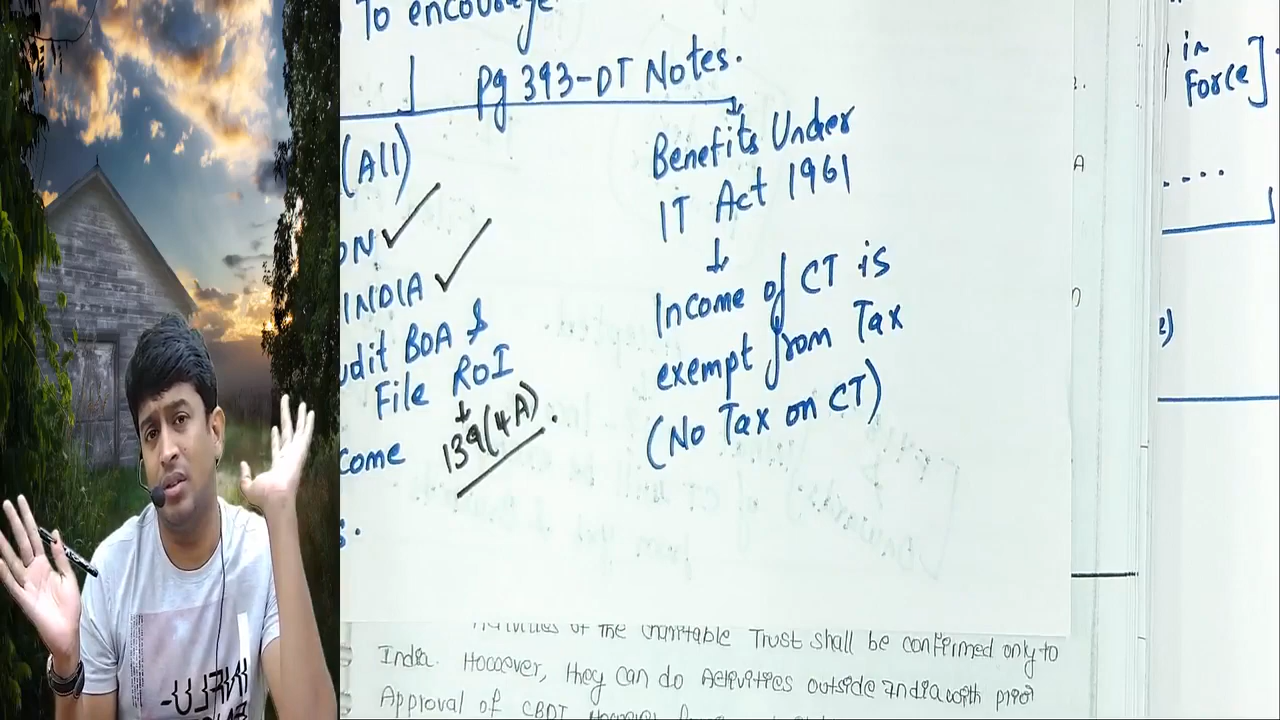 To encourage
Pg 393-DT Notes.
(All)
ON
INDIA
udit BOA &
File ROI
139(4A).
come
s.
Benefits Under
IT Act 1961
Income of CT is
exempt from Tax
(No Tax on CT)
in
Force].
....
e)
Activities of the Charitable Trust shall be confirmed only to
India. However, they can do Activities outside India with prior
Approval of CBDT. However